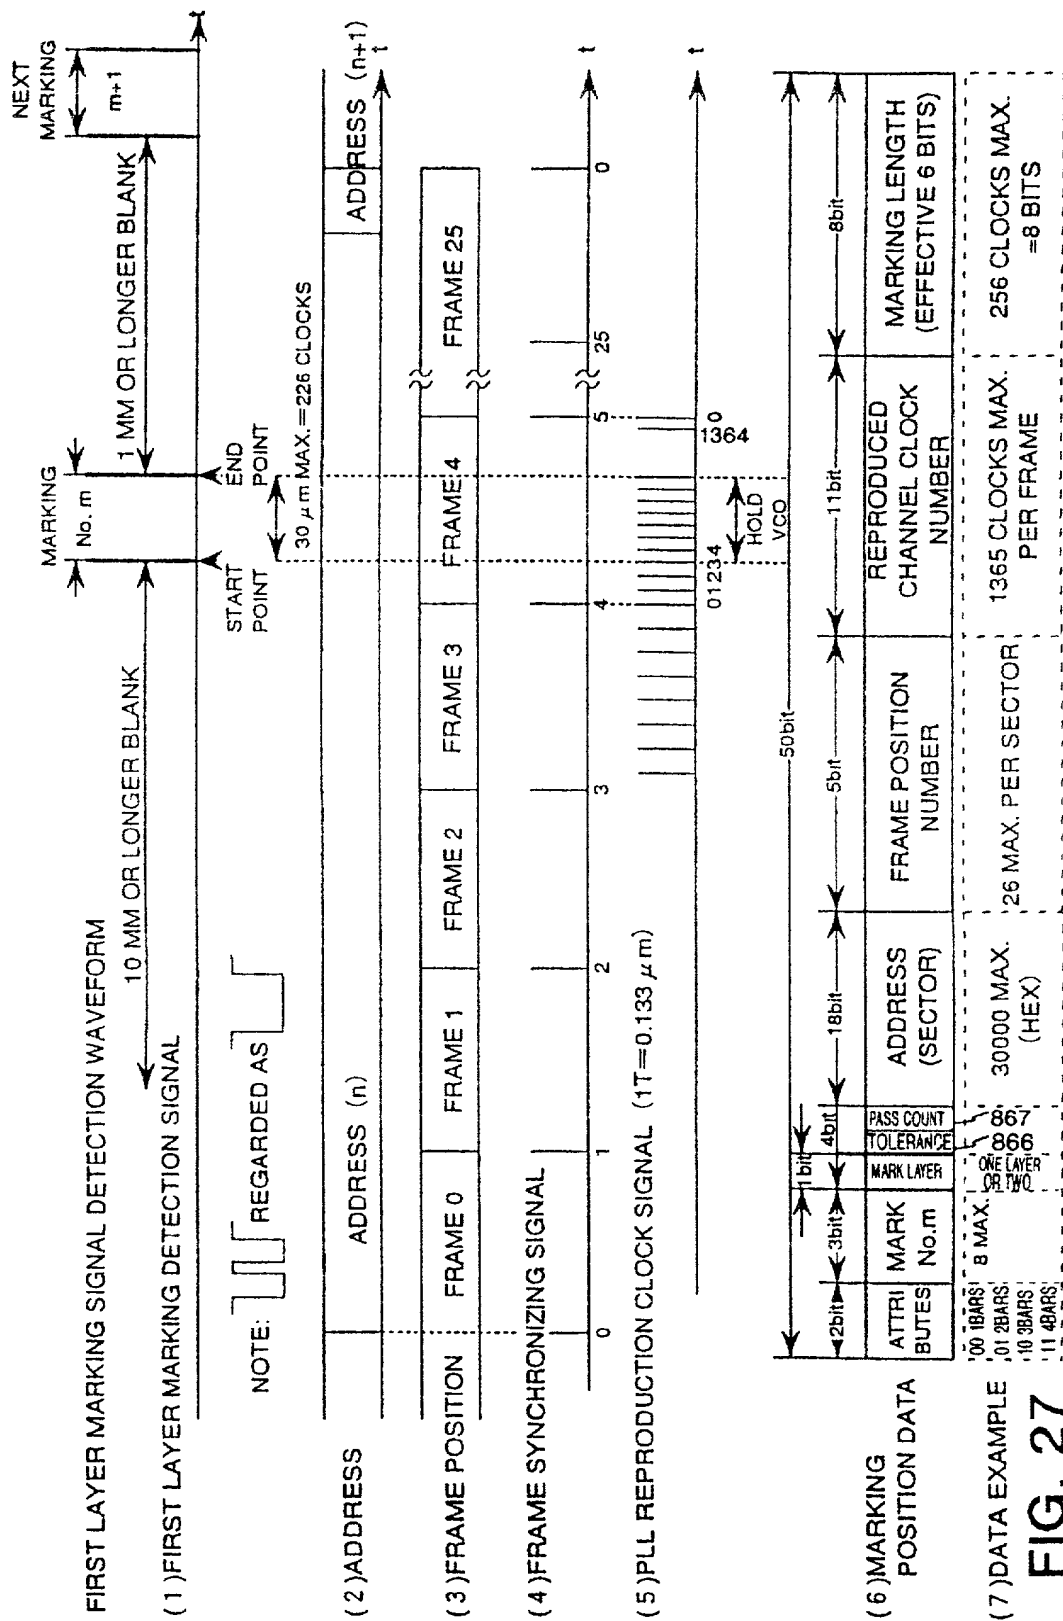 FIRST LAYER MARKING SIGNAL DETECTION WAVEFORM
MARKING
No. m
NEXT
MARKING
m+1
10 MM OR LONGER BLANK
1 MM OR LONGER BLANK
(1)FIRST LAYER MARKING DETECTION SIGNAL
t
START
POINT
END
POINT
NOTE:
REGARDED AS
30 μm MAX.=226 CLOCKS
(2)ADDRESS
ADDRESS (n)
ADDRESS (n+1)
t
(3)FRAME POSITION
FRAME 0
FRAME 1
FRAME 2
FRAME 3
FRAME 4
FRAME 25
(4)FRAME SYNCHRONIZING SIGNAL
t
0
1
2
3
4
5
25
0
(5)PLL REPRODUCTION CLOCK SIGNAL (1T=0.133 μm)
t
01234
1364
0
HOLD
VCO
50bit
2bit
3bit
1bit
4bit
18bit
5bit
11bit
8bit
(6)MARKING
POSITION DATA
ATTRI
BUTES
MARK
No.m
MARK LAYER
TOLERANCE
PASS COUNT
ADDRESS
(SECTOR)
FRAME POSITION
NUMBER
REPRODUCED
CHANNEL CLOCK
NUMBER
MARKING LENGTH
(EFFECTIVE 6 BITS)
(7)DATA EXAMPLE
00 1BARS
01 2BARS
10 3BARS
11 4BARS
8 MAX.
ONE LAYER
OR TWO
866
867
30000 MAX.
(HEX)
26 MAX. PER SECTOR
1365 CLOCKS MAX.
PER FRAME
256 CLOCKS MAX.
=8 BITS
FIG. 27